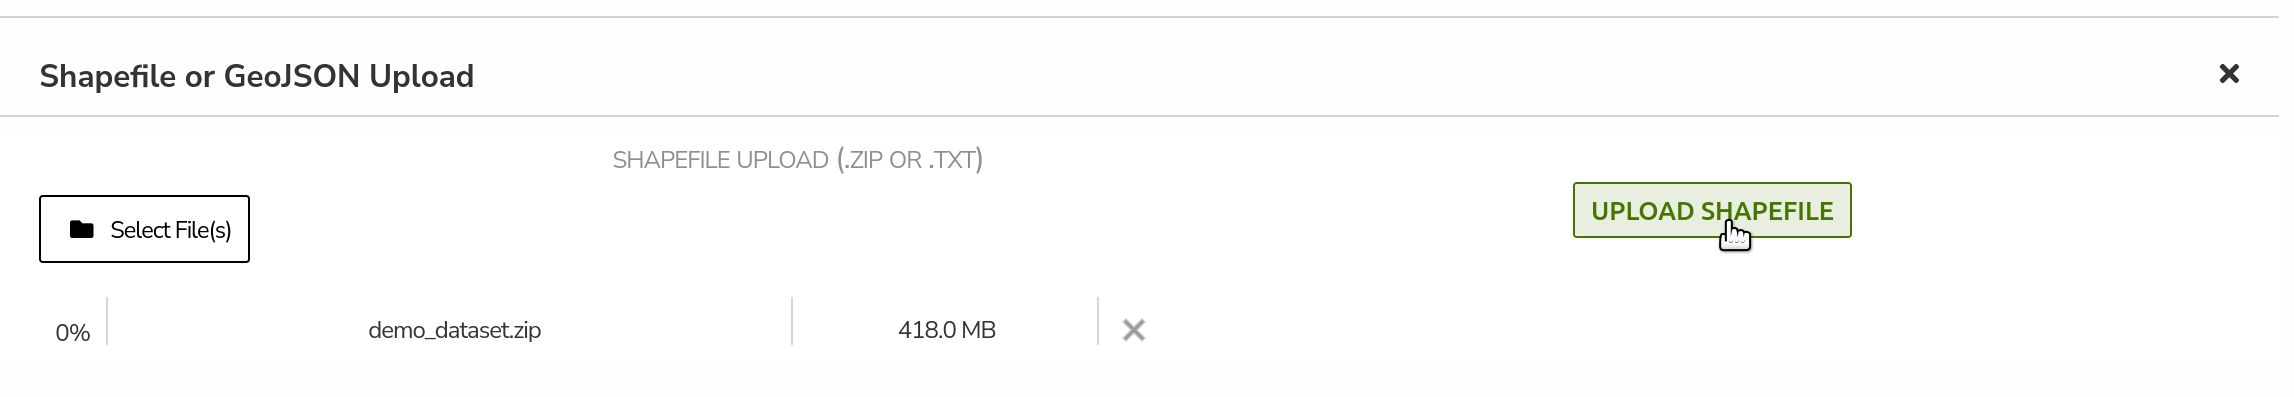 Shapefile or GeoJSON Upload
SHAPEFILE UPLOAD (.ZIP OR .TXT)
UPLOAD SHAPEFILE
Select File(s)
0% demo_dataset.zip 418.0 MB